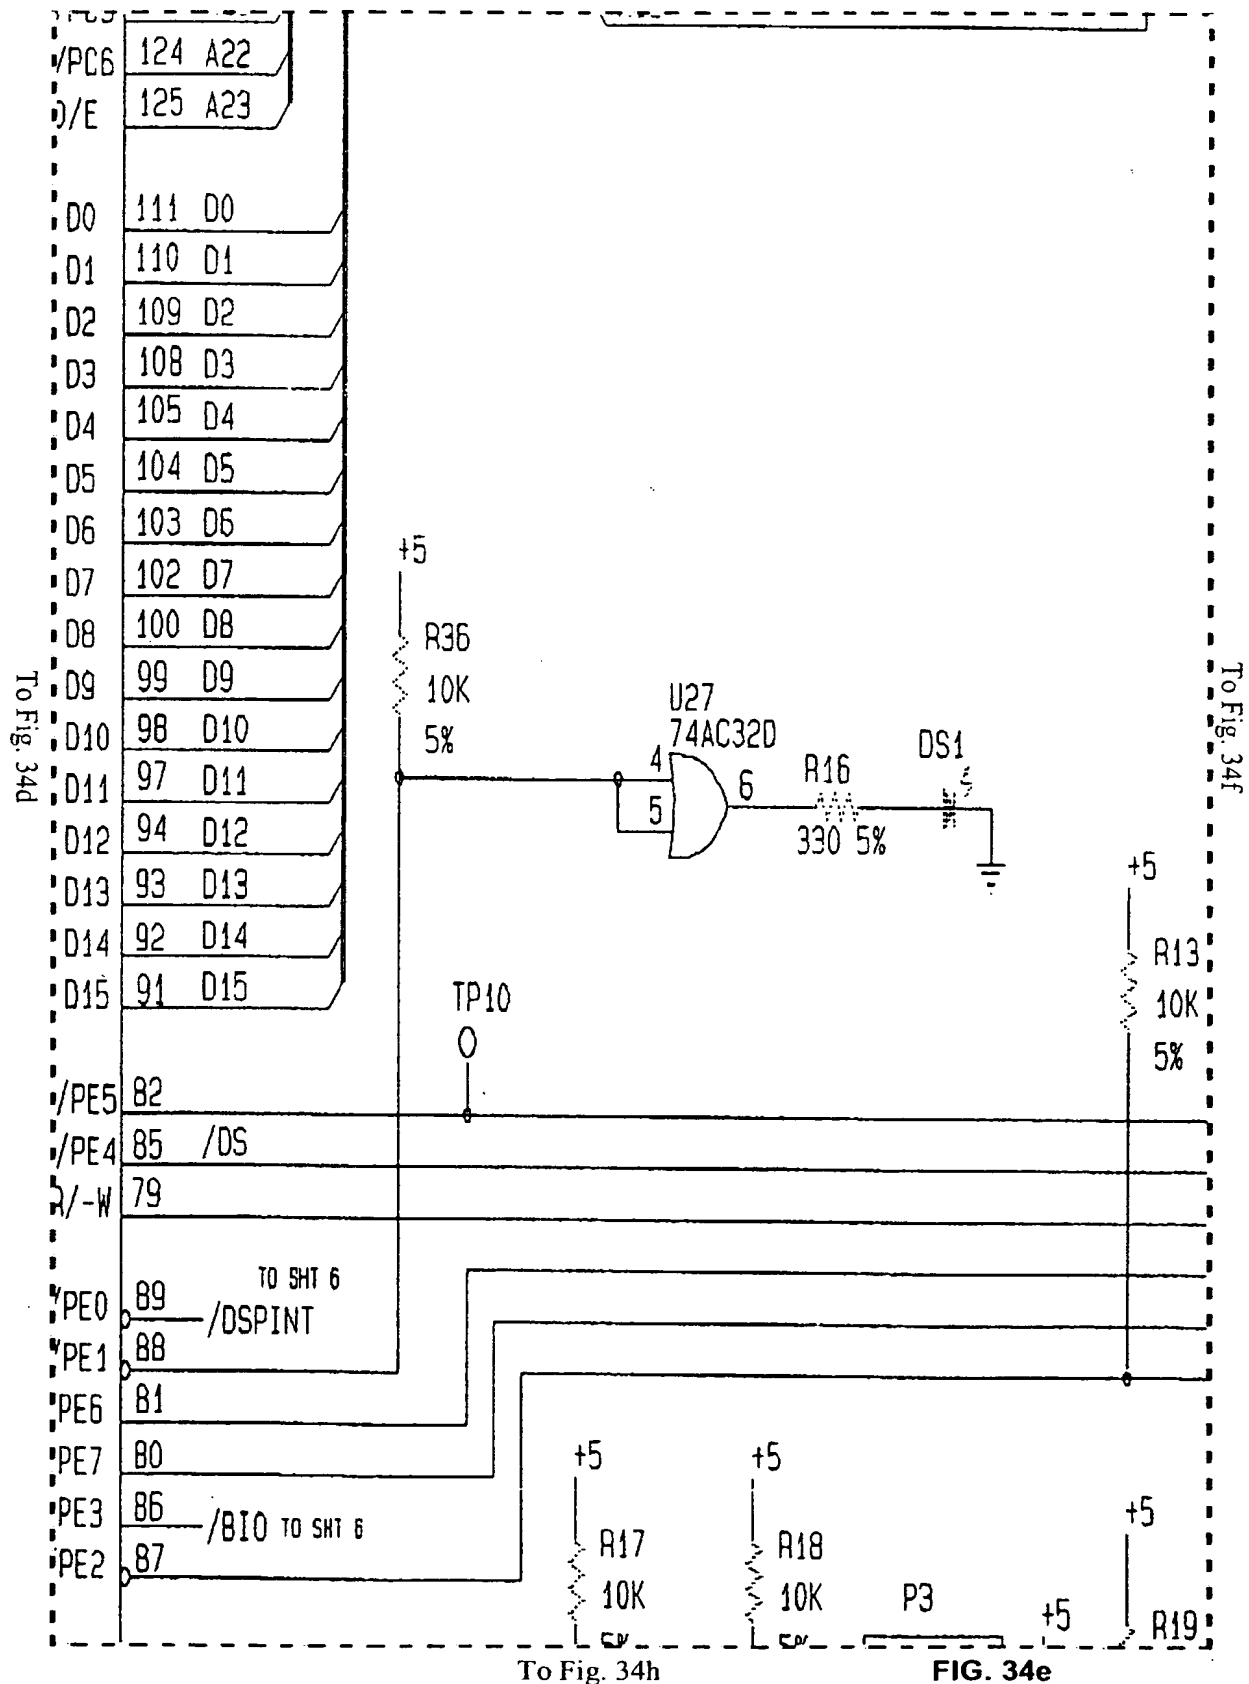 /PC6 124 A22
/E 125 A23
D0 111 D0
D1 110 D1
D2 109 D2
D3 108 D3
D4 105 D4
D5 104 D5
D6 103 D6
D7 102 D7
D8 100 D8
D9 99 D9
D10 98 D10
D11 97 D11
D12 94 D12
D13 93 D13
D14 92 D14
D15 91 D15
+5
R36
10K
5%
U27
74AC32D
4
5
6
R16
330 5%
DS1
+5
R13
10K
5%
TP10
/PE5 82
/PE4 85 /DS
/-W 79
TO SHT 6
PE0 89 /DSPINT
PE1 88
PE6 81
PE7 80
PE3 86 /BIO TO SHT 6
PE2 87
+5
R17
10K
+5
R18
10K
P3
+5
+5
R19
To Fig. 34d
To Fig. 34f
To Fig. 34h
FIG. 34e